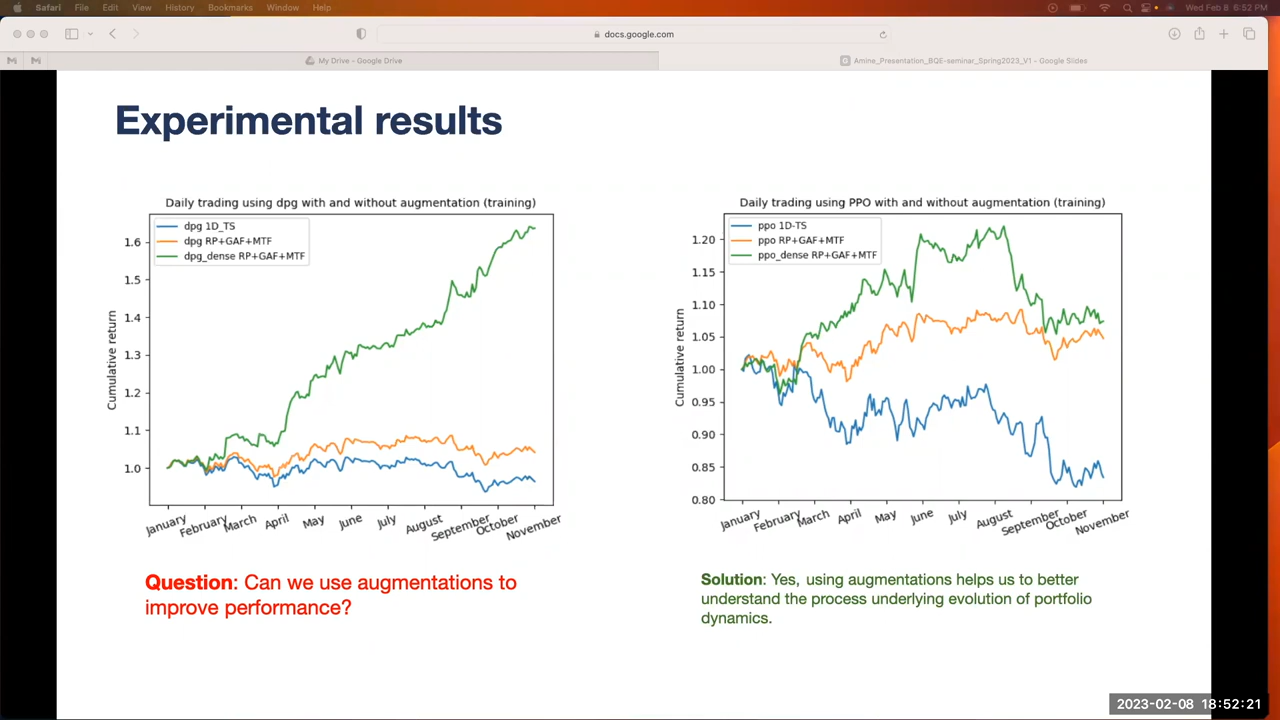 Safari File Edit View History Bookmarks Window Help Wed Feb 8 6:52 PM
docs.google.com
My Drive - Google Drive
Amine_Presentation_BQE-seminar_Spring2023_V1 - Google Slides
Experimental results
Daily trading using dpg with and without augmentation (training)
dpg 1D_TS
dpg RP+GAF+MTF
dpg_dense RP+GAF+MTF
Cumulative return
1.6
1.5
1.4
1.3
1.2
1.1
1.0
January February March April May June July August September October November
Daily trading using PPO with and without augmentation (training)
ppo 1D-TS
ppo RP+GAF+MTF
ppo_dense RP+GAF+MTF
Cumulative return
1.20
1.15
1.10
1.05
1.00
0.95
0.90
0.85
0.80
January February March April May June July August September October November
Question: Can we use augmentations to
improve performance?
Solution: Yes, using augmentations helps us to better
understand the process underlying evolution of portfolio
dynamics.
2023-02-08 18:52:21